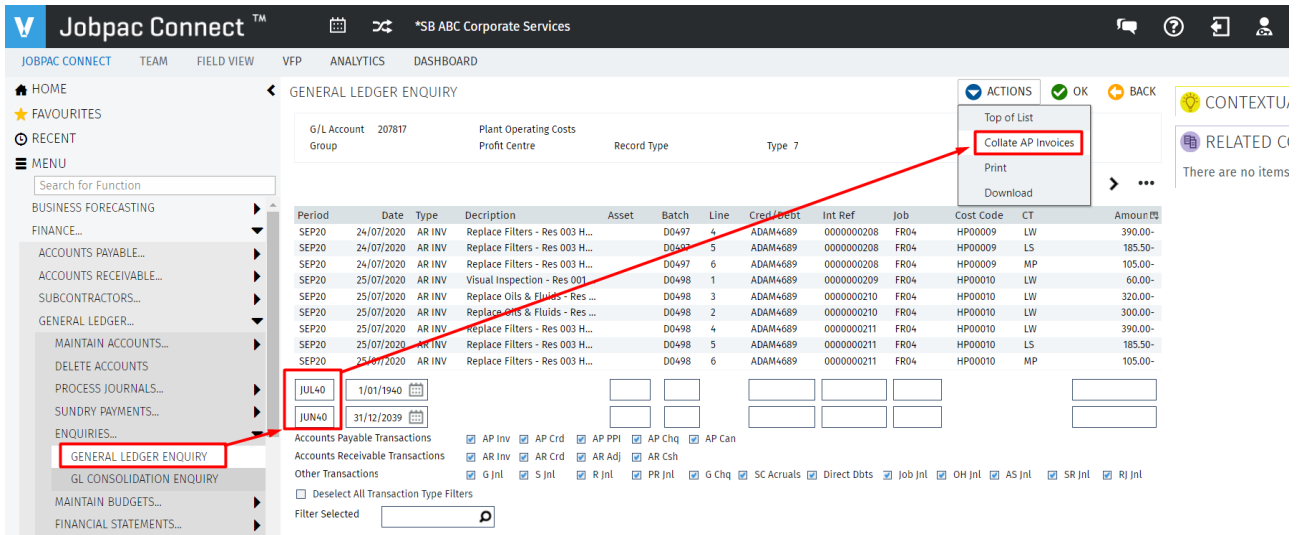 Jobpac Connect ™ *SB ABC Corporate Services
JOBPAC CONNECT TEAM FIELD VIEW VFP ANALYTICS DASHBOARD
HOME
FAVOURITES
RECENT
MENU
Search for Function
BUSINESS FORECASTING
FINANCE...
ACCOUNTS PAYABLE...
ACCOUNTS RECEIVABLE...
SUBCONTRACTORS...
GENERAL LEDGER...
MAINTAIN ACCOUNTS...
DELETE ACCOUNTS
PROCESS JOURNALS...
SUNDRY PAYMENTS...
ENQUIRIES...
GENERAL LEDGER ENQUIRY
GL CONSOLIDATION ENQUIRY
MAINTAIN BUDGETS...
FINANCIAL STATEMENTS...
GENERAL LEDGER ENQUIRY
ACTIONS OK BACK
Top of List
Collate AP Invoices
Print
Download
G/L Account 207817 Plant Operating Costs
Group Profit Centre Record Type Type 7
Period Date Type Decription Asset Batch Line Cred/Debt Int Ref Job Cost Code CT Amoun
SEP20 24/07/2020 AR INV Replace Filters - Res 003 H... D0497 4 ADAM4689 0000000208 FR04 HP00009 LW 390.00-
SEP20 24/07/2020 AR INV Replace Filters - Res 003 H... D0497 5 ADAM4689 0000000208 FR04 HP00009 LS 185.50-
SEP20 24/07/2020 AR INV Replace Filters - Res 003 H... D0497 6 ADAM4689 0000000208 FR04 HP00009 MP 105.00-
SEP20 25/07/2020 AR INV Visual Inspection - Res 001 D0498 1 ADAM4689 0000000209 FR04 HP00010 LW 60.00-
SEP20 25/07/2020 AR INV Replace Oils & Fluids - Res ... D0498 3 ADAM4689 0000000210 FR04 HP00010 LW 320.00-
SEP20 25/07/2020 AR INV Replace Oils & Fluids - Res ... D0498 2 ADAM4689 0000000210 FR04 HP00010 LW 300.00-
SEP20 25/07/2020 AR INV Replace Filters - Res 003 H... D0498 4 ADAM4689 0000000211 FR04 HP00010 LW 390.00-
SEP20 25/07/2020 AR INV Replace Filters - Res 003 H... D0498 5 ADAM4689 0000000211 FR04 HP00010 LS 185.50-
SEP20 25/07/2020 AR INV Replace Filters - Res 003 H... D0498 6 ADAM4689 0000000211 FR04 HP00010 MP 105.00-
JUL40 1/01/1940
JUN40 31/12/2039
Accounts Payable Transactions AP Inv AP Crd AP PPI AP Chq AP Can
Accounts Receivable Transactions AR Inv AR Crd AR Adj AR Csh
Other Transactions G Jnl S Jnl R Jnl PR Jnl G Chq SC Accruals Direct Dbts Job Jnl OH Jnl AS Jnl SR Jnl RJ Jnl
Deselect All Transaction Type Filters
Filter Selected
CONTEXTUA
RELATED CO
There are no items